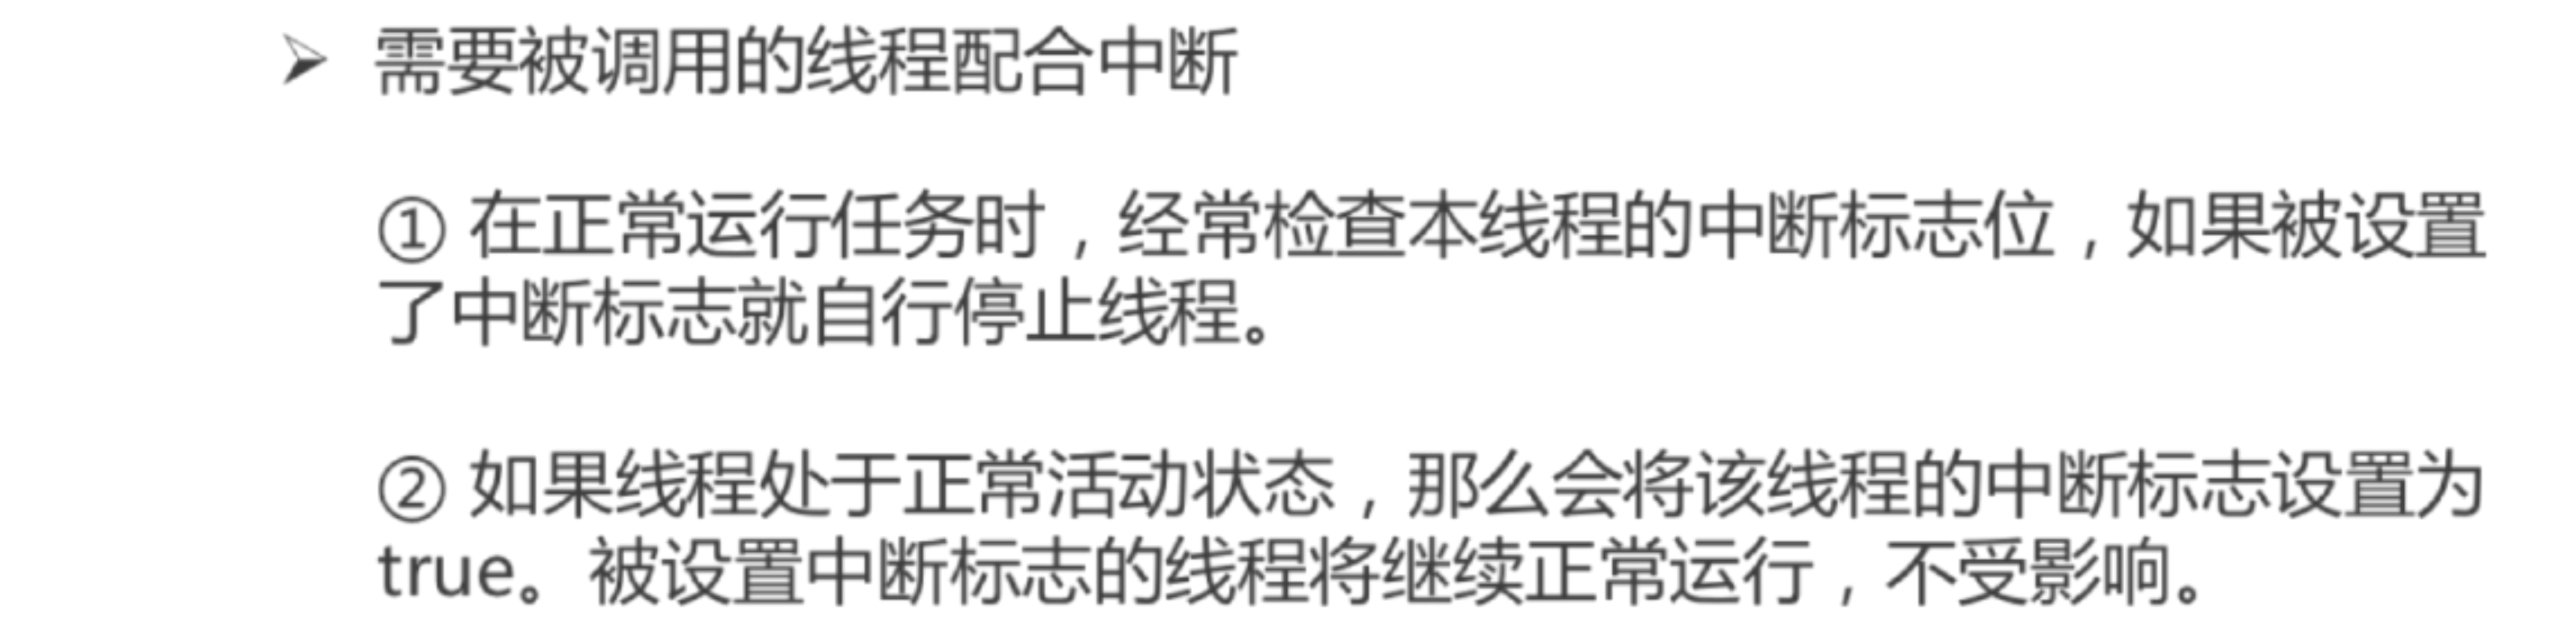 ➢ 需要被调用的线程配合中断
① 在正常运行任务时，经常检查本线程的中断标志位，如果被设置
了中断标志就自行停止线程。
② 如果线程处于正常活动状态，那么会将该线程的中断标志设置为
true。被设置中断标志的线程将继续正常运行，不受影响。